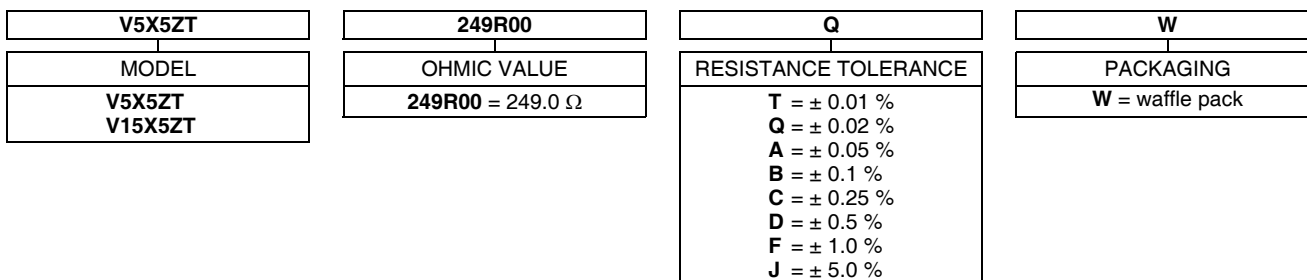 V5X5ZT
MODEL
V5X5ZT
V15X5ZT
249R00
OHMIC VALUE
249R00 = 249.0 Ω
Q
RESISTANCE TOLERANCE
T = ± 0.01 %
Q = ± 0.02 %
A = ± 0.05 %
B = ± 0.1 %
C = ± 0.25 %
D = ± 0.5 %
F = ± 1.0 %
J = ± 5.0 %
W
PACKAGING
W = waffle pack